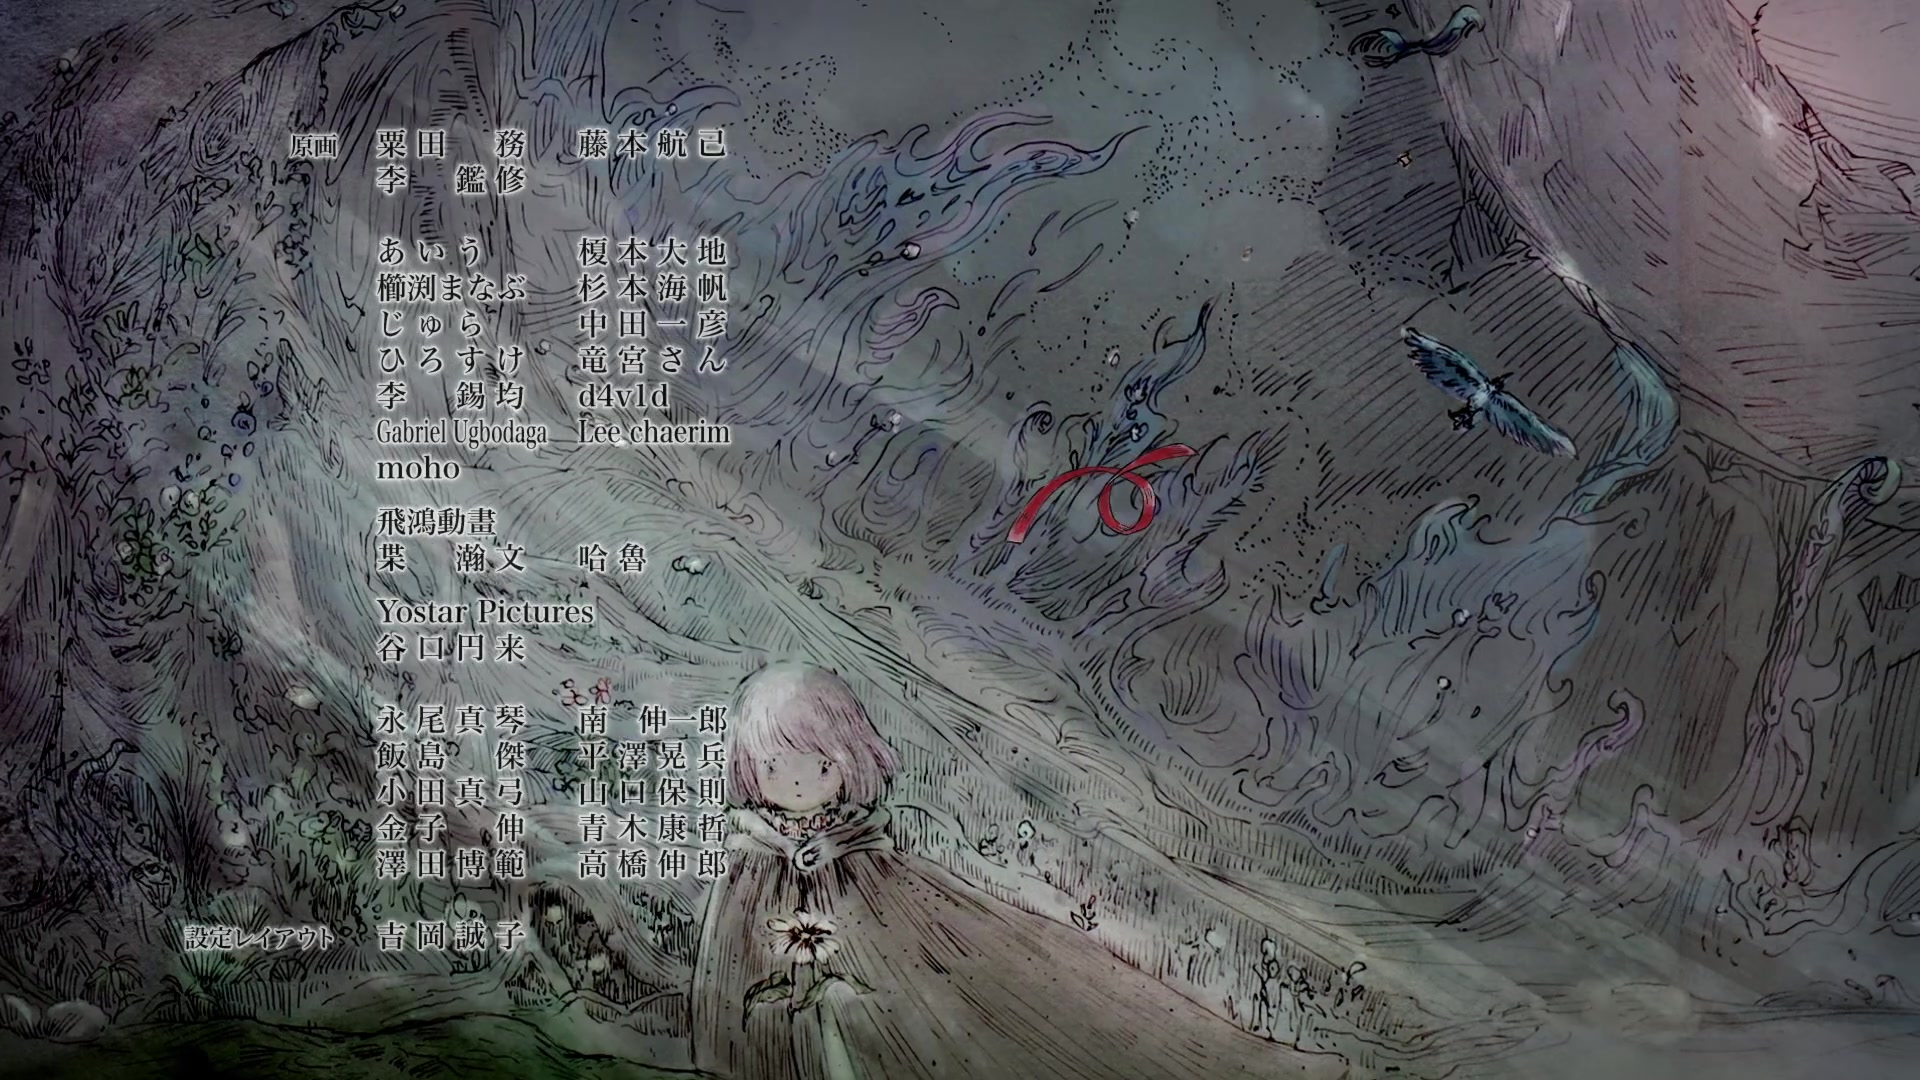 原画 粟田 務 藤本航己
李 鑑修
あいう 榎本大地
櫛渕まなぶ 杉本海帆
じゅら 中田一彦
ひろすけ 竜宮さん
李 錫均 d4v1d
Gabriel Ugbodaga Lee chaerim
moho
飛鴻動畫
瀚文 哈魯
Yostar Pictures
谷口円来
永尾真琴 南 伸一郎
飯島 傑 平澤晃兵
小田真弓 山口保則
金子 伸 青木康哲
澤田博範 高橋伸郎
設定レイアウト 吉岡誠子